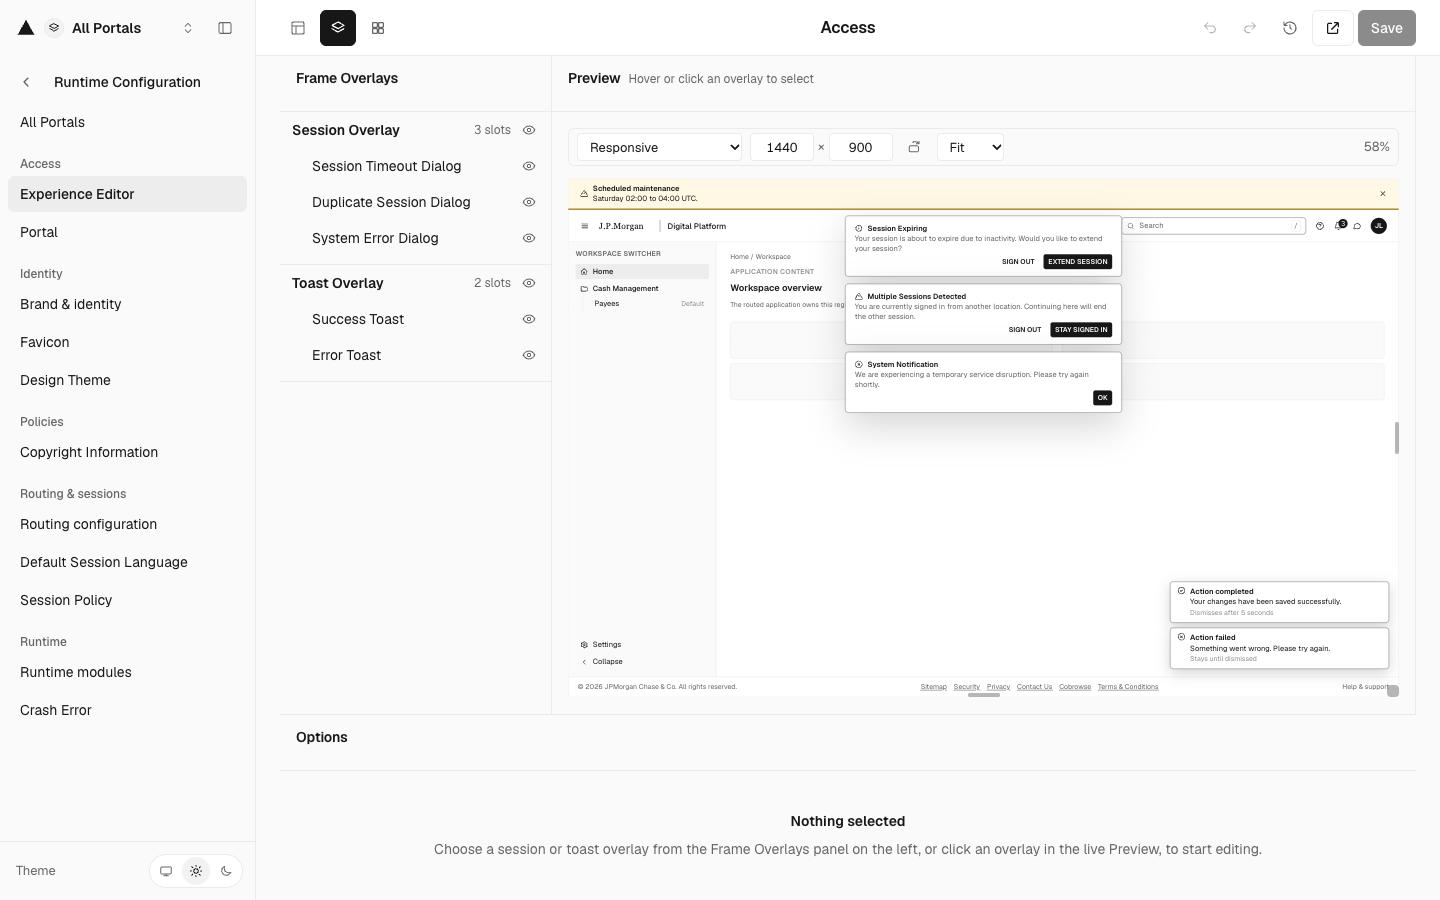 All Portals
Access
Save
Runtime Configuration
All Portals
Access
Experience Editor
Portal
Identity
Brand & identity
Favicon
Design Theme
Policies
Copyright Information
Routing & sessions
Routing configuration
Default Session Language
Session Policy
Runtime
Runtime modules
Crash Error
Theme
Frame Overlays
Session Overlay 3 slots
Session Timeout Dialog
Duplicate Session Dialog
System Error Dialog
Toast Overlay 2 slots
Success Toast
Error Toast
Preview Hover or click an overlay to select
Responsive 1440 × 900 Fit 58%
Scheduled maintenance
Saturday 02:00 to 04:00 UTC.
J.P.Morgan Digital Platform
Search /
3
JL
WORKSPACE SWITCHER
Home
Cash Management
Payees Default
Settings
Collapse
Home / Workspace
APPLICATION CONTENT
Workspace overview
The routed application owns this reg
Session Expiring
Your session is about to expire due to inactivity. Would you like to extend
your session?
SIGN OUT EXTEND SESSION
Multiple Sessions Detected
You are currently signed in from another location. Continuing here will end
the other session.
SIGN OUT STAY SIGNED IN
System Notification
We are experiencing a temporary service disruption. Please try again
shortly.
OK
Action completed
Your changes have been saved successfully.
Dismisses after 5 seconds
Action failed
Something went wrong. Please try again.
Stays until dismissed
© 2026 JPMorgan Chase & Co. All rights reserved.
Sitemap Security Privacy Contact Us Cobrowse Terms & Conditions
Help & support
Options
Nothing selected
Choose a session or toast overlay from the Frame Overlays panel on the left, or click an overlay in the live Preview, to start editing.